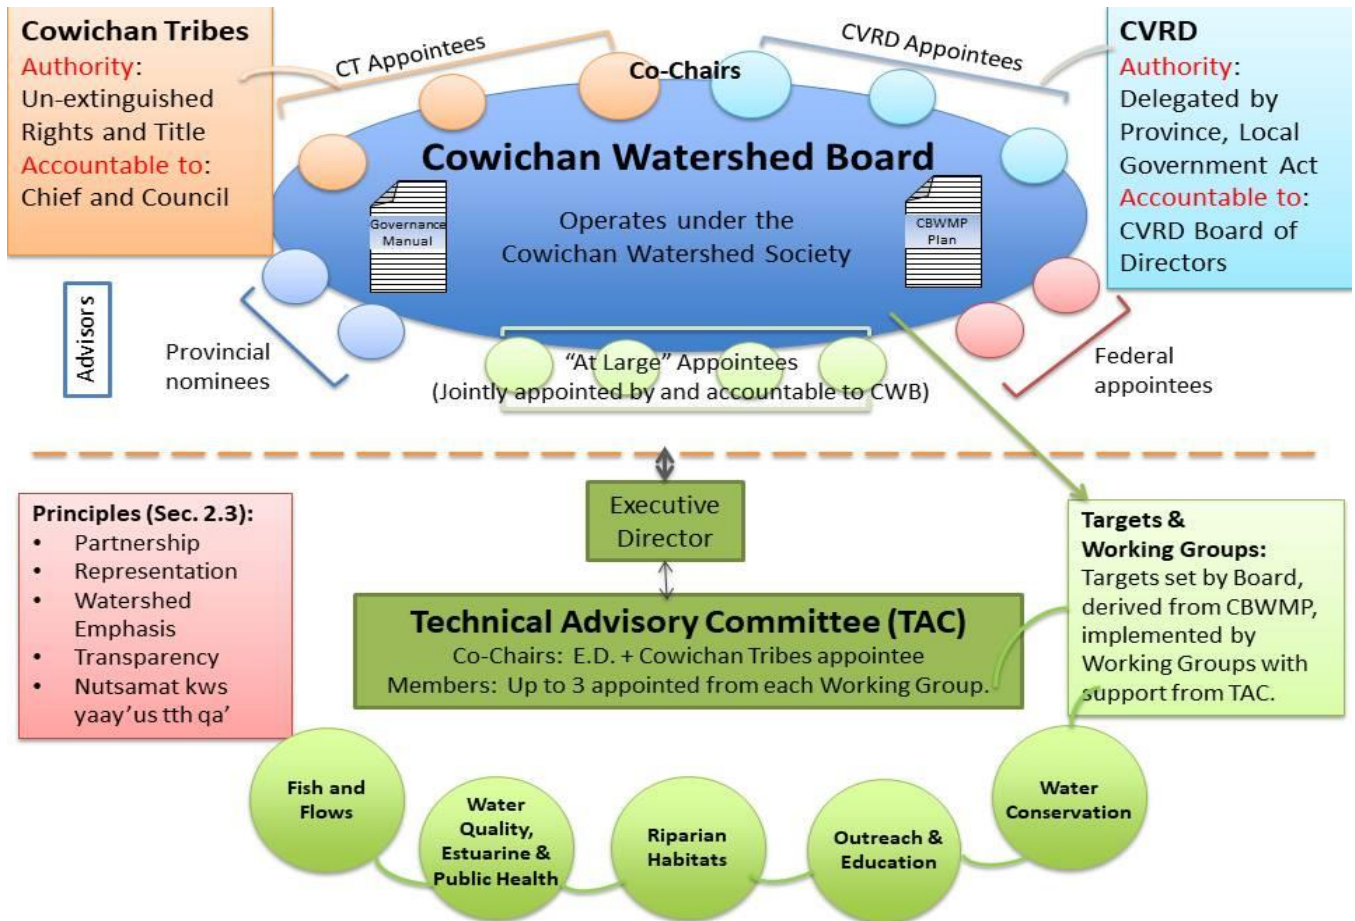 Cowichan Tribes
Authority:
Un-extinguished
Rights and Title
Accountable to:
Chief and Council
CT Appointees
Co-Chairs
CVRD Appointees
CVRD
Authority:
Delegated by
Province, Local
Government Act
Accountable to:
CVRD Board of
Directors
Cowichan Watershed Board
Operates under the
Cowichan Watershed Society
Governance
Manual
CBWMP
Plan
Advisors
Provincial
nominees
“At Large” Appointees
(Jointly appointed by and accountable to CWB)
Federal
appointees
Executive
Director
Principles (Sec. 2.3):
• Partnership
• Representation
• Watershed
Emphasis
• Transparency
• Nutsamat kws
yaay’us tth qa’
Technical Advisory Committee (TAC)
Co-Chairs: E.D. + Cowichan Tribes appointee
Members: Up to 3 appointed from each Working Group.
Targets &
Working Groups:
Targets set by Board,
derived from CBWMP,
implemented by
Working Groups with
support from TAC.
Fish and
Flows
Water
Quality,
Estuarine &
Public Health
Riparian
Habitats
Outreach &
Education
Water
Conservation